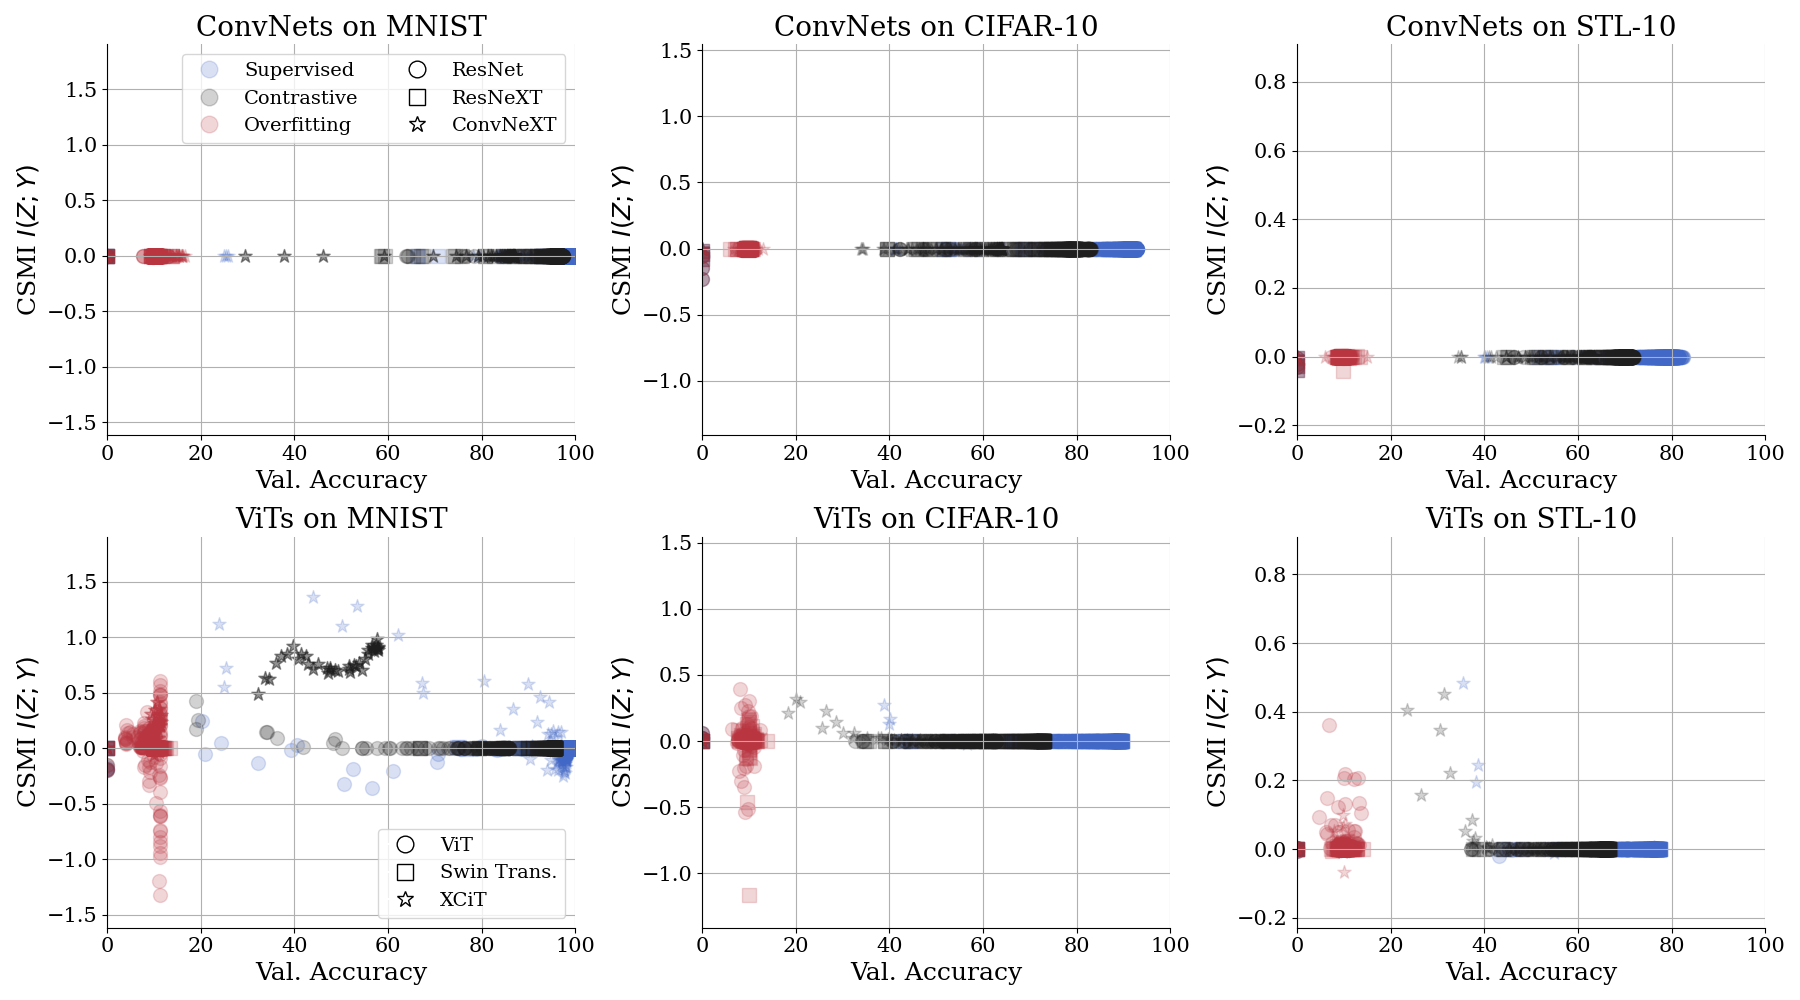 ConvNets on MNIST
CSMI I(Z; Y)
1.5
1.0
0.5
0.0
−0.5
−1.0
−1.5
Supervised
Contrastive
Overfitting
ResNet
ResNeXT
ConvNeXT
0 20 40 60 80 100
Val. Accuracy
ConvNets on CIFAR-10
CSMI I(Z; Y)
1.5
1.0
0.5
0.0
−0.5
−1.0
0 20 40 60 80 100
Val. Accuracy
ConvNets on STL-10
CSMI I(Z; Y)
0.8
0.6
0.4
0.2
0.0
−0.2
0 20 40 60 80 100
Val. Accuracy
ViTs on MNIST
CSMI I(Z; Y)
1.5
1.0
0.5
0.0
−0.5
−1.0
−1.5
ViT
Swin Trans.
XCiT
0 20 40 60 80 100
Val. Accuracy
ViTs on CIFAR-10
CSMI I(Z; Y)
1.5
1.0
0.5
0.0
−0.5
−1.0
0 20 40 60 80 100
Val. Accuracy
ViTs on STL-10
CSMI I(Z; Y)
0.8
0.6
0.4
0.2
0.0
−0.2
0 20 40 60 80 100
Val. Accuracy